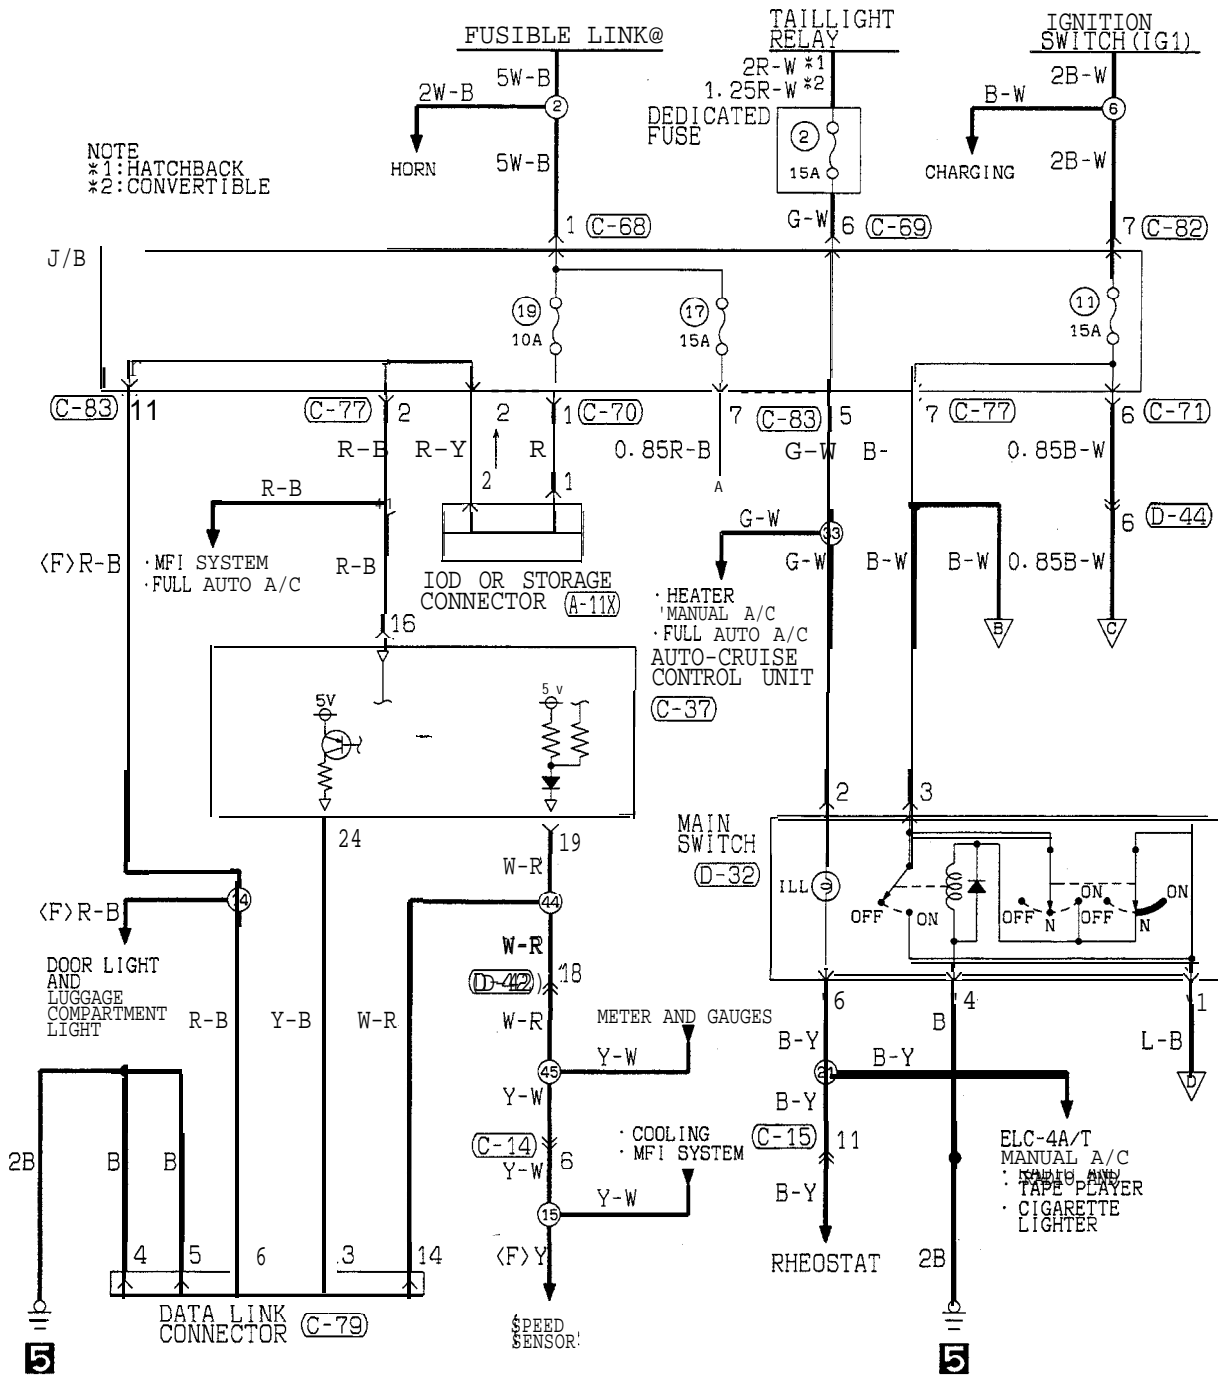 FUSIBLE LINK@
TAILLIGHT
RELAY
IGNITION
SWITCH(IG1)
5W-B
2W-B
2
2R-W *1
1.25R-W *2
2B-W
B-W
6
DEDICATED
FUSE
2
15A
NOTE
*1:HATCHBACK
*2:CONVERTIBLE
HORN
5W-B
CHARGING
2B-W
1 C-68
G-W 6 C-69
7 C-82
J/B
19
10A
17
15A
11
15A
C-83 11
C-77 2
2
1 C-70
7
C-83 5
7 C-77
6 C-71
R-B
R-Y
R
0.85R-B
G-W
B-
0.85B-W
R-B
2
1
A
G-W
33
6 D-44
<F>R-B
·MFI SYSTEM
·FULL AUTO A/C
R-B
IOD OR STORAGE
CONNECTOR A-11X
G-W
B-W
B-W
0.85B-W
·HEATER
MANUAL A/C
·FULL AUTO A/C
B
C
16
AUTO-CRUISE
CONTROL UNIT
C-37
5V
5 v
24
19
2
3
MAIN
SWITCH
D-32
W-R
ILL
OFF
ON
OFF
N
ON
OFF
N
ON
14
44
<F>R-B
DOOR LIGHT
AND
LUGGAGE
COMPARTMENT
LIGHT
W-R
D-42 18
R-B
Y-B
W-R
W-R
METER AND GAUGES
Y-W
45
Y-W
6
4
1
B-Y
B
L-B
21
B-Y
D
B-Y
C-14
6
·COOLING
·MFI SYSTEM
C-15 11
ELC-4A/T
MANUAL A/C
·RADIO AND
TAPE PLAYER
·CIGARETTE
LIGHTER
2B
B
B
Y-W
Y-W
15
B-Y
<F>Y
RHEOSTAT
2B
4
5
6
3
14
DATA LINK
CONNECTOR C-79
SPEED
SENSOR
5
5